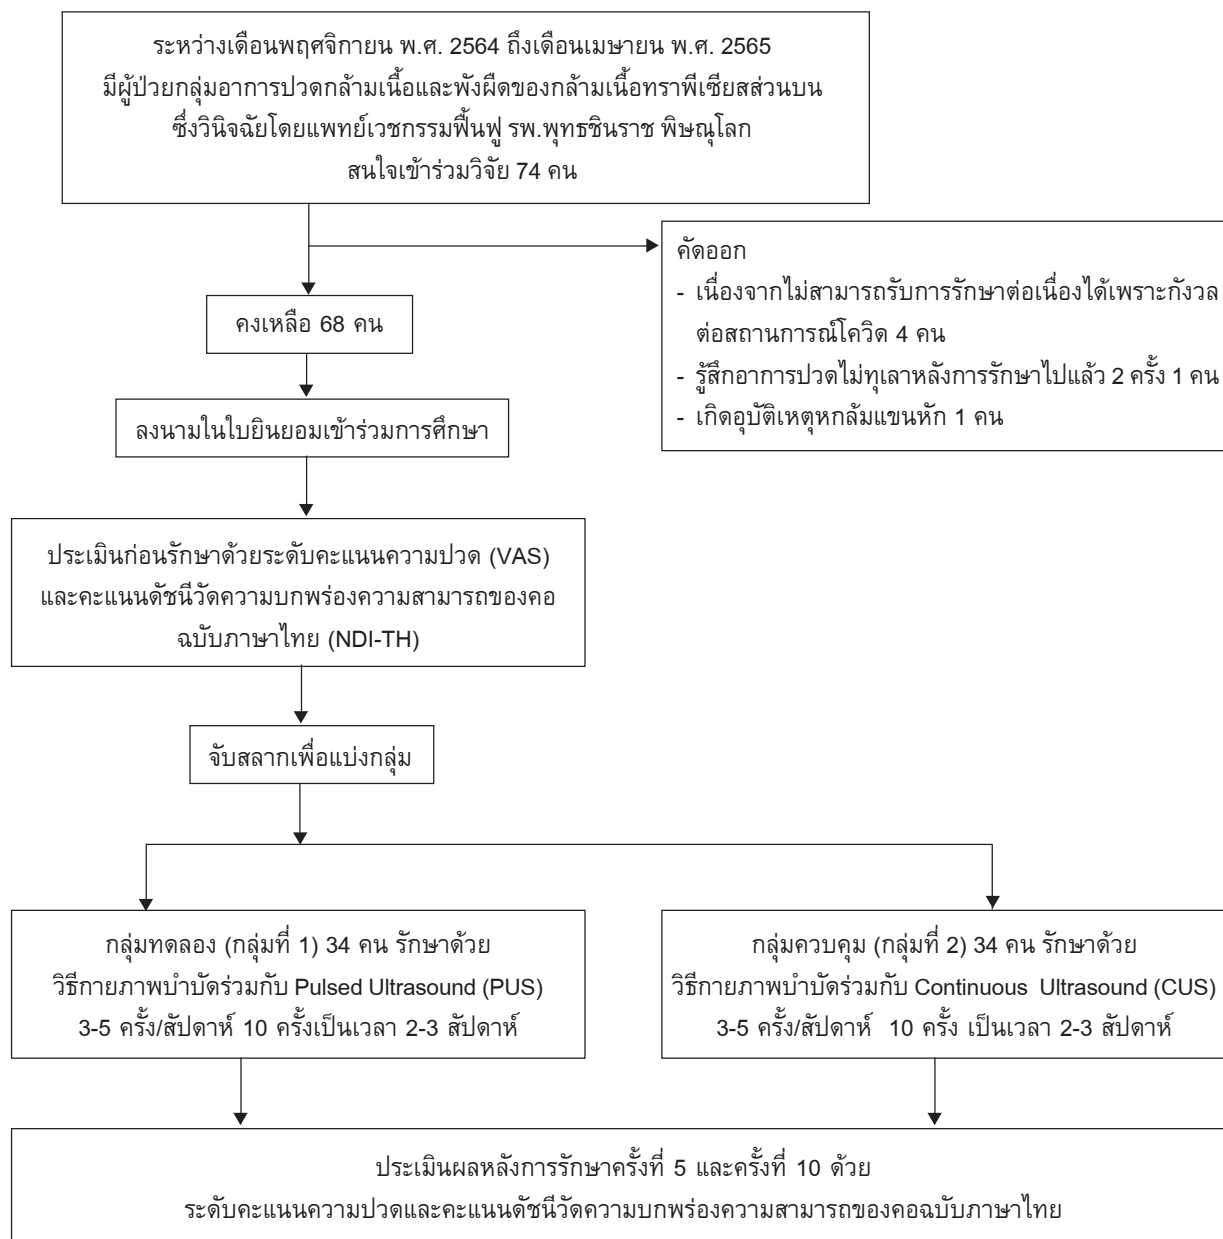 ระหว่างเดือนพฤศจิกายน พ.ศ. 2564 ถึงเดือนเมษายน พ.ศ. 2565
มีผู้ป่วยกลุ่มอาการปวดกล้ามเนื้อและพังผืดของกล้ามเนื้อทราพีเซียสส่วนบน
ซึ่งวินิจฉัยโดยแพทย์เวชกรรมฟื้นฟู รพ.พุทธชินราช พิษณุโลก
สนใจเข้าร่วมวิจัย 74 คน
คัดออก
- เนื่องจากไม่สามารถรับการรักษาต่อเนื่องได้เพราะกังวล
ต่อสถานการณ์โควิด 4 คน
- รู้สึกอาการปวดไม่ทุเลาหลังการรักษาไปแล้ว 2 ครั้ง 1 คน
- เกิดอุบัติเหตุหกล้มแขนหัก 1 คน
คงเหลือ 68 คน
ลงนามในใบยินยอมเข้าร่วมการศึกษา
ประเมินก่อนรักษาด้วยระดับคะแนนความปวด (VAS)
และคะแนนดัชนีวัดความบกพร่องความสามารถของคอ
ฉบับภาษาไทย (NDI-TH)
จับสลากเพื่อแบ่งกลุ่ม
กลุ่มทดลอง (กลุ่มที่ 1) 34 คน รักษาด้วย
วิธีกายภาพบำบัดร่วมกับ Pulsed Ultrasound (PUS)
3-5 ครั้ง/สัปดาห์ 10 ครั้งเป็นเวลา 2-3 สัปดาห์
กลุ่มควบคุม (กลุ่มที่ 2) 34 คน รักษาด้วย
วิธีกายภาพบำบัดร่วมกับ Continuous Ultrasound (CUS)
3-5 ครั้ง/สัปดาห์ 10 ครั้ง เป็นเวลา 2-3 สัปดาห์
ประเมินผลหลังการรักษาครั้งที่ 5 และครั้งที่ 10 ด้วย
ระดับคะแนนความปวดและคะแนนดัชนีวัดความบกพร่องความสามารถของคอฉบับภาษาไทย